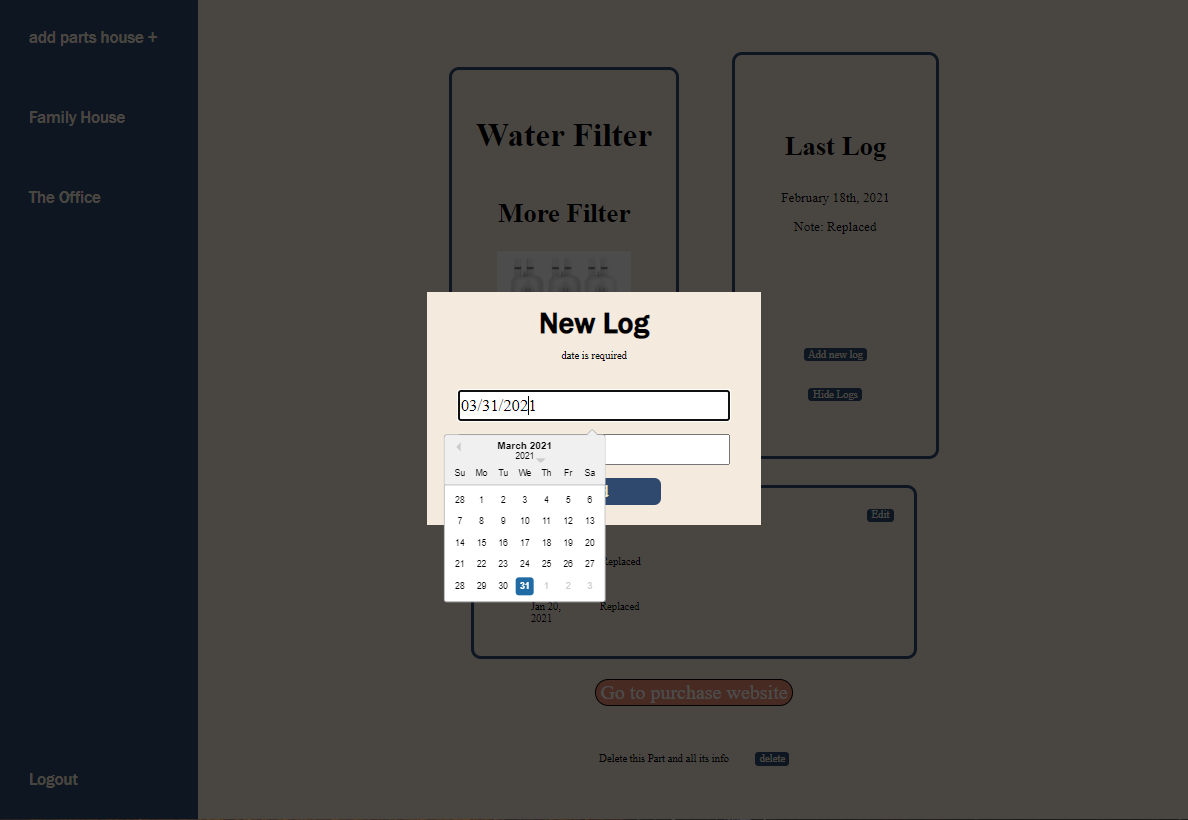 add parts house +
Family House
The Office
Logout
Water Filter
More Filter
Last Log
February 18th, 2021
Note: Replaced
Add new log
Hide Logs
New Log
date is required
03/31/2021
March 2021
2021
Su Mo Tu We Th Fr Sa
28 1 2 3 4 5 6
7 8 9 10 11 12 13
14 15 16 17 18 19 20
21 22 23 24 25 26 27
28 29 30 31 1 2 3
Edit
Replaced
Jan 20, Replaced
2021
Go to purchase website
Delete this Part and all its info delete